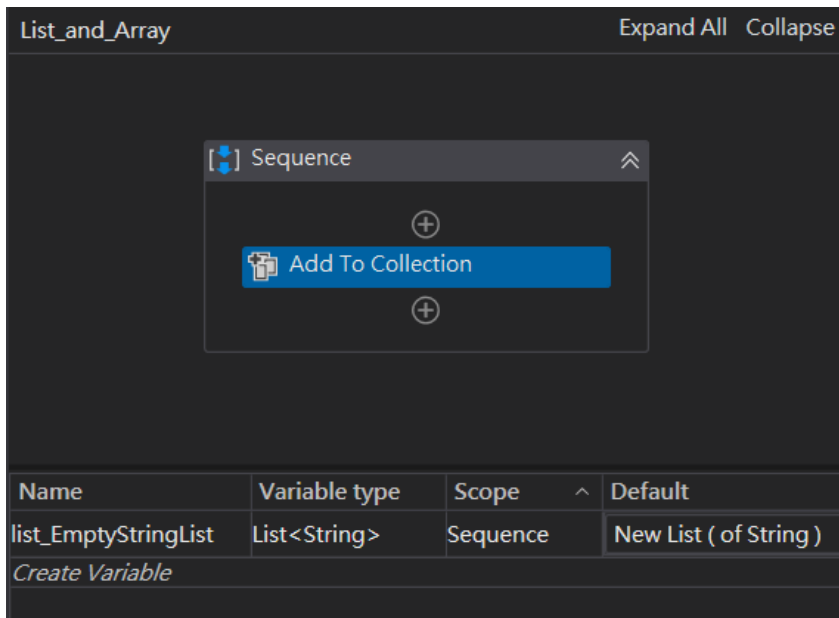 List_and_Array Expand All Collapse
Sequence
Add To Collection
Name Variable type Scope Default
list_EmptyStringList List<String> Sequence New List ( of String )
Create Variable